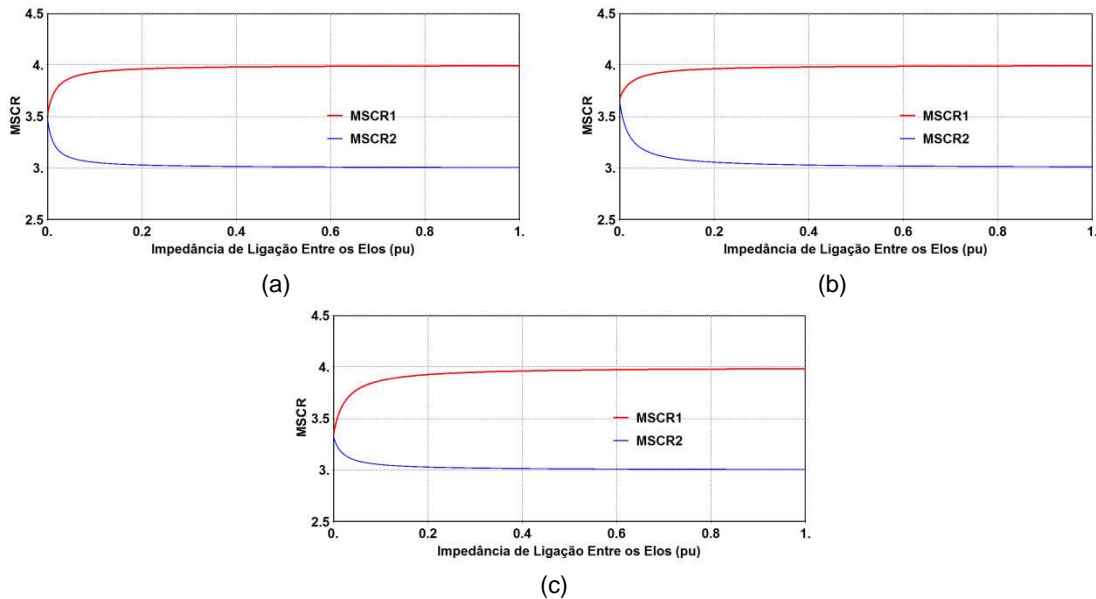 4.5
4.
3.5
3.
2.5
MSCR
MSCR1
MSCR2
0. 0.2 0.4 0.6 0.8 1.
Impedância de Ligação Entre os Elos (pu)
(a)
4.5
4.
3.5
3.
2.5
MSCR
MSCR1
MSCR2
0. 0.2 0.4 0.6 0.8 1.
Impedância de Ligação Entre os Elos (pu)
(b)
4.5
4.
3.5
3.
2.5
MSCR
MSCR1
MSCR2
0. 0.2 0.4 0.6 0.8 1.
Impedância de Ligação Entre os Elos (pu)
(c)